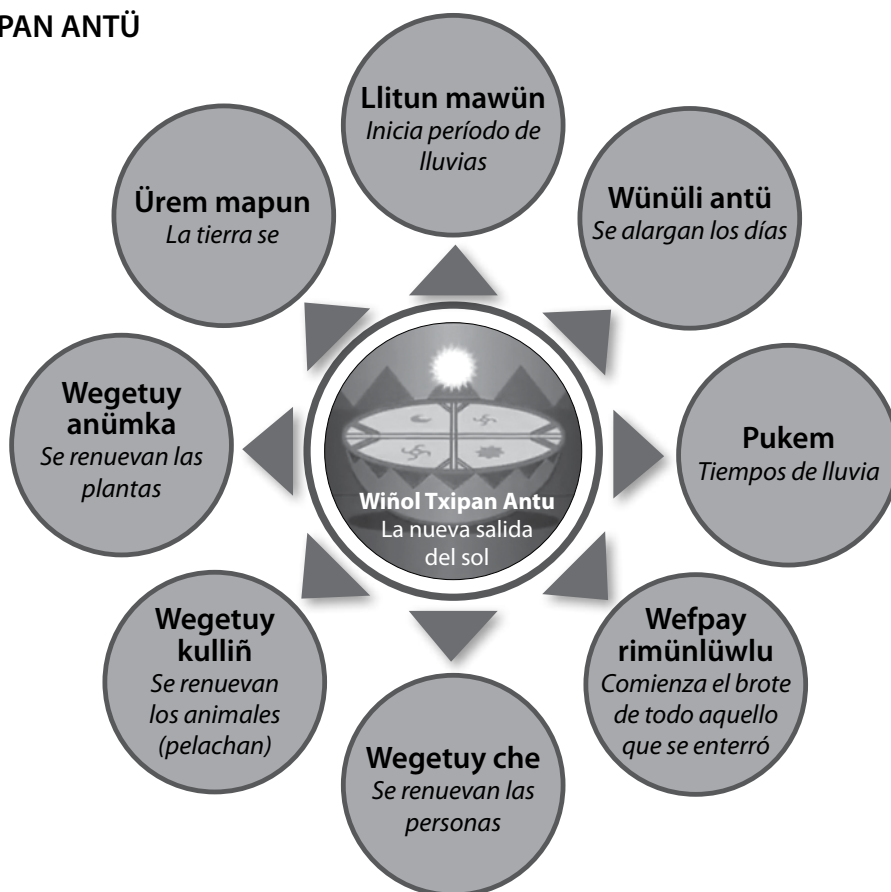 PAN ANTÜ
Llitun mawün
Inicia período de
lluvias
Wünüli antü
Se alargan los días
Pukem
Tiempos de lluvia
Wefpay
rimünlüwlu
Comienza el brote
de todo aquello
que se enterró
Wegetuy che
Se renuevan las
personas
Wegetuy
kulliñ
Se renuevan
los animales
(pelachan)
Wegetuy
anümka
Se renuevan las
plantas
Ürem mapun
La tierra se
Wiñol Txipan Antu
La nueva salida
del sol